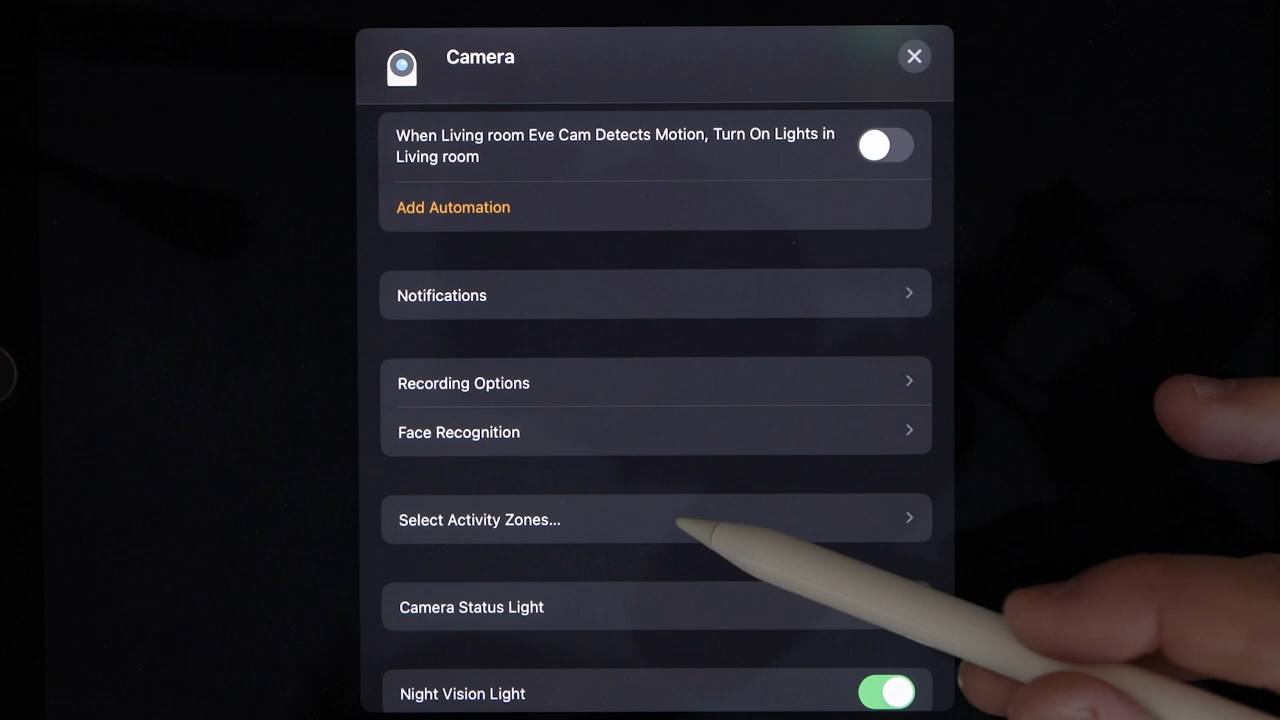 Camera
When Living room Eve Cam Detects Motion, Turn On Lights in
Living room
Add Automation
Notifications
Recording Options
Face Recognition
Select Activity Zones...
Camera Status Light
Night Vision Light